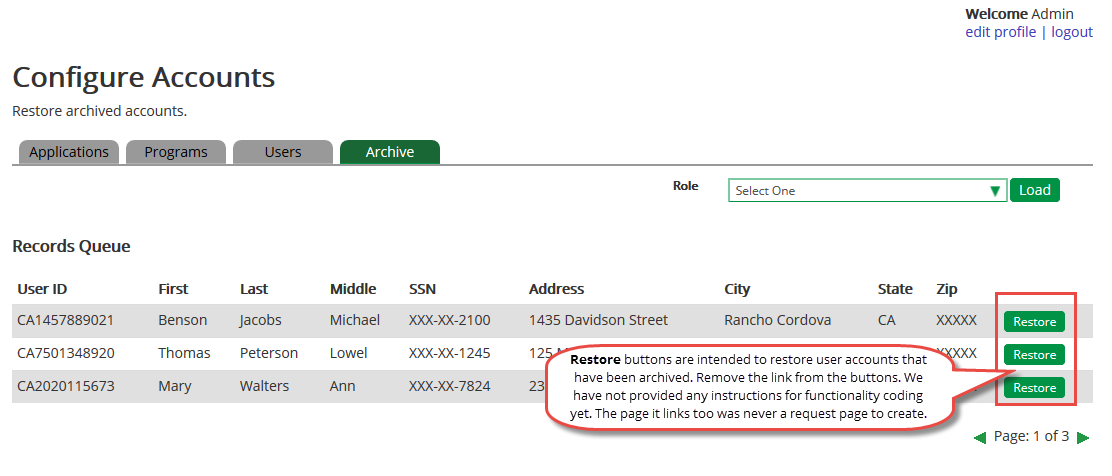 Welcome Admin
edit profile | logout
Configure Accounts
Restore archived accounts.
Applications Programs Users Archive
Role Select One Load
Records Queue
User ID First Last Middle SSN Address City State Zip
CA1457889021 Benson Jacobs Michael XXX-XX-2100 1435 Davidson Street Rancho Cordova CA XXXXX Restore
CA7501348920 Thomas Peterson Lowel XXX-XX-1245 125 XXXXX Restore
CA2020115673 Mary Walters Ann XXX-XX-7824 23 Restore
Restore buttons are intended to restore user accounts that
have been archived. Remove the link from the buttons. We
have not provided any instructions for functionality coding
yet. The page it links too was never a request page to create.
Page: 1 of 3